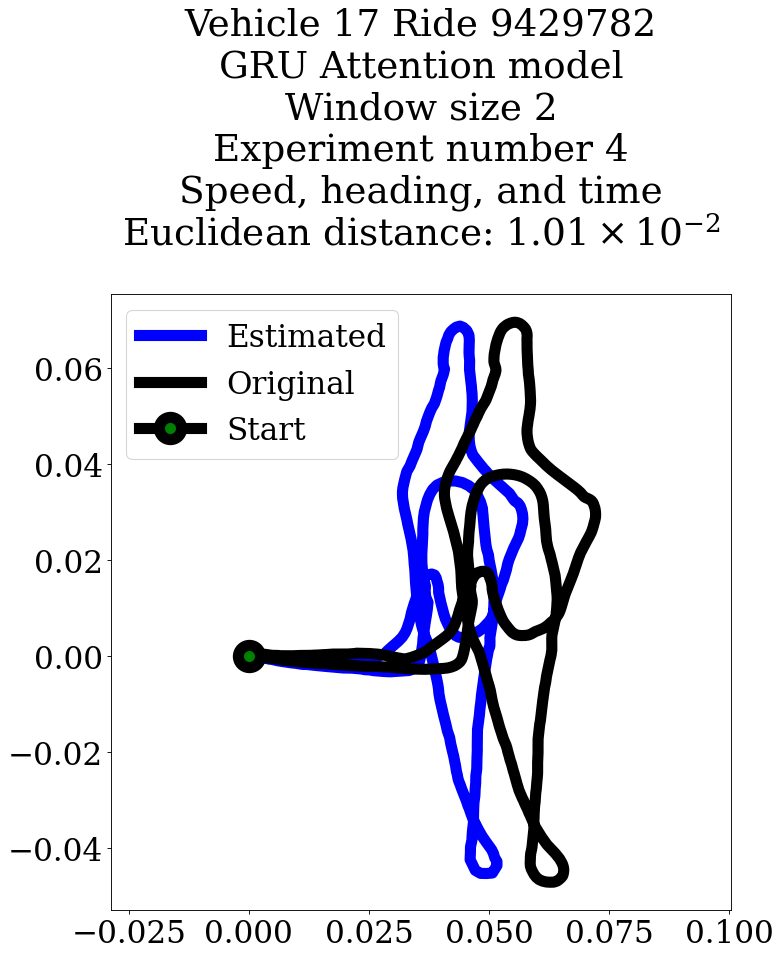 Vehicle 17 Ride 9429782
GRU Attention model
Window size 2
Experiment number 4
Speed, heading, and time
Euclidean distance: 1.01 × 10⁻²
Estimated
Original
Start
0.06
0.04
0.02
0.00
−0.02
−0.04
−0.025 0.000 0.025 0.050 0.075 0.100